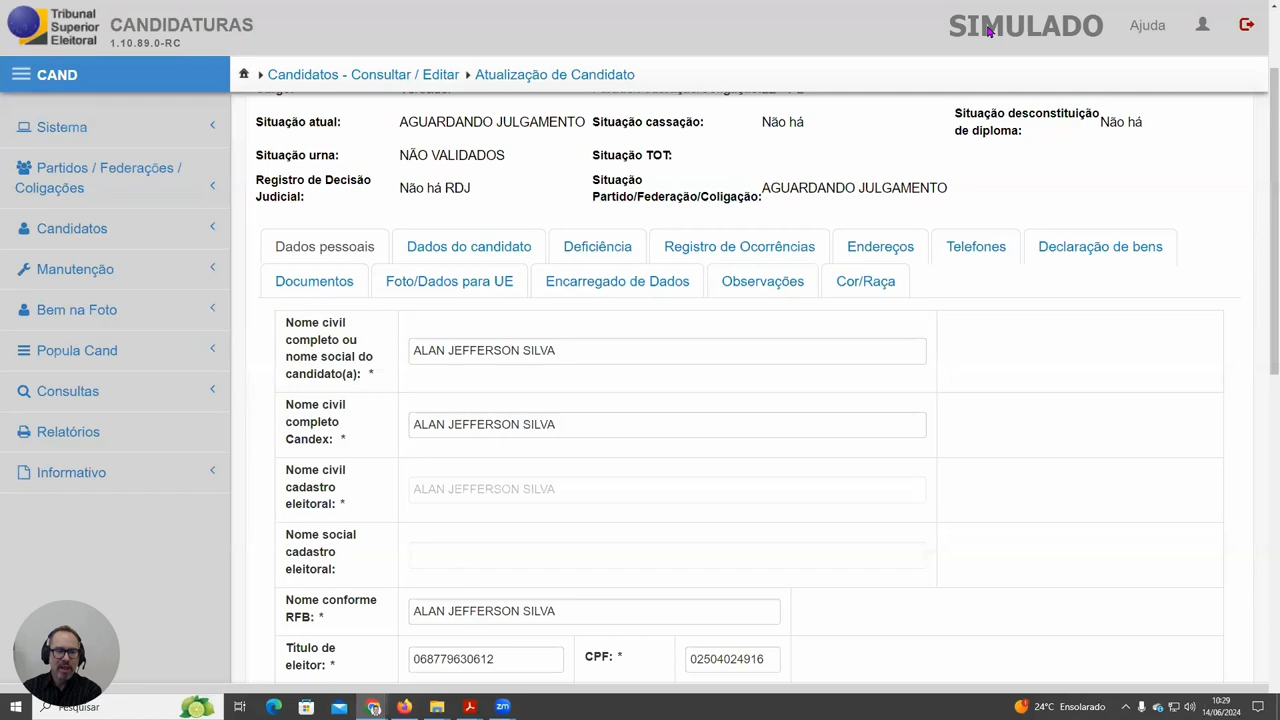 Tribunal
Superior
Eleitoral
CANDIDATURAS
1.10.89.0-RC
SIMULADO
Ajuda
CAND
Candidatos - Consultar / Editar
Atualização de Candidato
Sistema
Partidos / Federações /
Coligações
Candidatos
Manutenção
Bem na Foto
Popula Cand
Consultas
Relatórios
Informativo
Situação atual: AGUARDANDO JULGAMENTO Situação cassação: Não há
Situação desconstituição
de diploma: Não há
Situação urna: NÃO VALIDADOS Situação TOT:
Registro de Decisão
Judicial: Não há RDJ
Situação
Partido/Federação/Coligação: AGUARDANDO JULGAMENTO
Dados pessoais Dados do candidato Deficiência Registro de Ocorrências Endereços Telefones Declaração de bens
Documentos Foto/Dados para UE Encarregado de Dados Observações Cor/Raça
Nome civil
completo ou
nome social do
candidato(a): *
ALAN JEFFERSON SILVA
Nome civil
completo
Candex: *
ALAN JEFFERSON SILVA
Nome civil
cadastro
eleitoral: *
ALAN JEFFERSON SILVA
Nome social
cadastro
eleitoral:
Nome conforme
RFB: *
ALAN JEFFERSON SILVA
Titulo de
eleitor: *
068779630612
CPF: *
02504024916
Pesquisar
24°C Ensolarado
10:29
14/06/2024